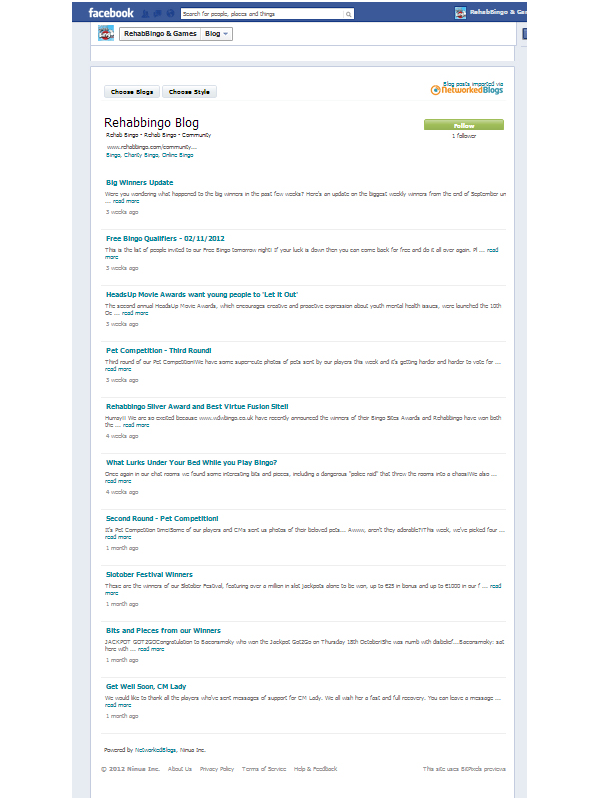 facebook Search for people, places and things RehabBingo & Ga
RehabBingo & Games Blog
Choose Blogs Choose Style
Blog posts imported via
NetworkedBlogs
Rehabbingo Blog
Follow
Rehab Bingo • Rehab Bingo • Community
1 follower
www.rehabbingo.com/community...
Bingo, Charity Bingo, Online Bingo
Big Winners Update
Were you wondering what happened to the big winners in the past few weeks? Here's an update on the biggest weekly winners from the end of September un
... read more
3 weeks ago
Free Bingo Qualifiers - 02/11/2012
This is the list of people invited to our Free Bingo tomorrow night! If your luck is down then you can come back for free and do it all over again. Pl ... read
more
3 weeks ago
HeadsUp Movie Awards want young people to 'Let It Out'
The second annual HeadsUp Movie Awards, which encourages creative and proactive expression about youth mental health issues, were launched the 10th
Oc ... read more
3 weeks ago
Pet Competition - Third Round!
Third round of our Pet Competition!We have some supercute photos of pets sent by our players this week and it's getting harder and harder to vote for ...
read more
3 weeks ago
Rehabbingo Silver Award and Best Virtue Fusion Site!!
Hurray!!! We are so excited because www.wdwbingo.co.uk have recently announced the winners of their Bingo Sites Awards and Rehabbingo have won both
the ... read more
4 weeks ago
What Lurks Under Your Bed While you Play Bingo?
Once again in our chat rooms we found some interesting bits and pieces, including a dangerous "police raid" that threw the rooms into a chaos!!We also ...
read more
4 weeks ago
Second Round - Pet Competition!
It's Pet Competition time!Some of our players and CMs sent us photos of their beloved pets.... Awww, aren't they adorable?!This week, we've picked four ...
read more
1 month ago
Slotober Festival Winners
These are the winners of our Slotober Festival, featuring over a million in slot jackpots alone to be won, up to €25 in bonus and up to €1000 in our f ... read
more
1 month ago
Bits and Pieces from our Winners
JACKPOT GOT2GOCongratulation to Baconsmoky who won the Jackpot Got2Go on Thursday 18th October!She was numb with disbelief...Baconsmoky: sat
here with ... read more
1 month ago
Get Well Soon, CM Lady
We would like to thank all the players who've sent messages of support for CM Lady. We all wish her a fast and full recovery. You can leave a message ...
read more
1 month ago
Powered by NetworkedBlogs, Ninua Inc.
© 2012 Ninua Inc. About Us Privacy Policy Terms of Service Help & Feedback This site uses BitPixels previews